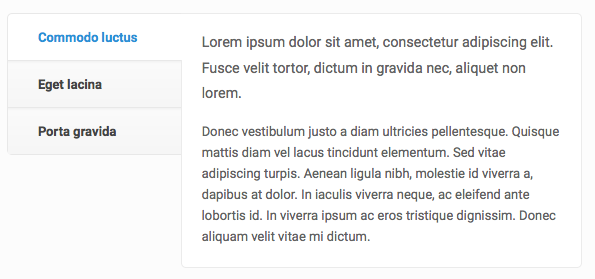 Commodo luctus
Eget lacina
Porta gravida
Lorem ipsum dolor sit amet, consectetur adipiscing elit.
Fusce velit tortor, dictum in gravida nec, aliquet non
lorem.
Donec vestibulum justo a diam ultricies pellentesque. Quisque
mattis diam vel lacus tincidunt elementum. Sed vitae
adipiscing turpis. Aenean ligula nibh, molestie id viverra a,
dapibus at dolor. In iaculis viverra neque, ac eleifend ante
lobortis id. In viverra ipsum ac eros tristique dignissim. Donec
aliquam velit vitae mi dictum.